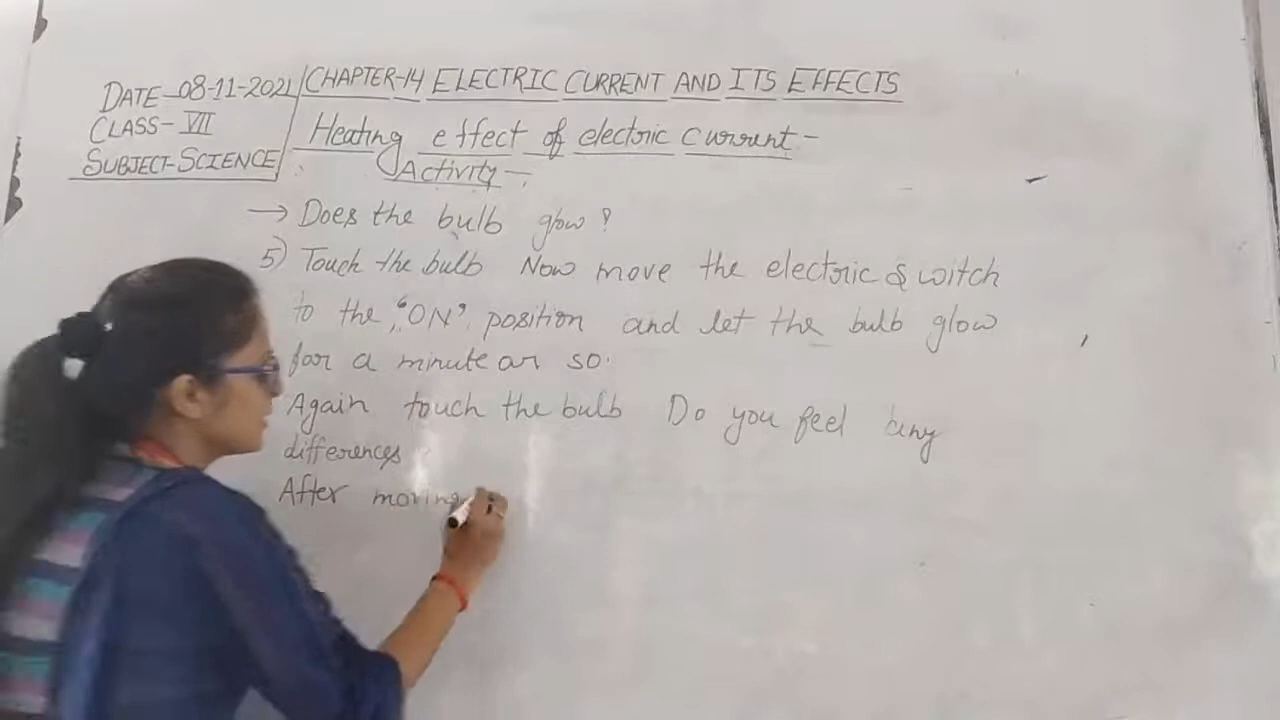 DATE-08-11-2021
CLASS-VII
SUBJECT-SCIENCE
CHAPTER-14 ELECTRIC CURRENT AND ITS EFFECTS
Heating effect of electric current-
Activity-
→ Does the bulb glow?
5) Touch the bulb Now move the electric switch
to the "ON" position and let the bulb glow
for a minute or so.
Again touch the bulb Do you feel any
differences
After moving